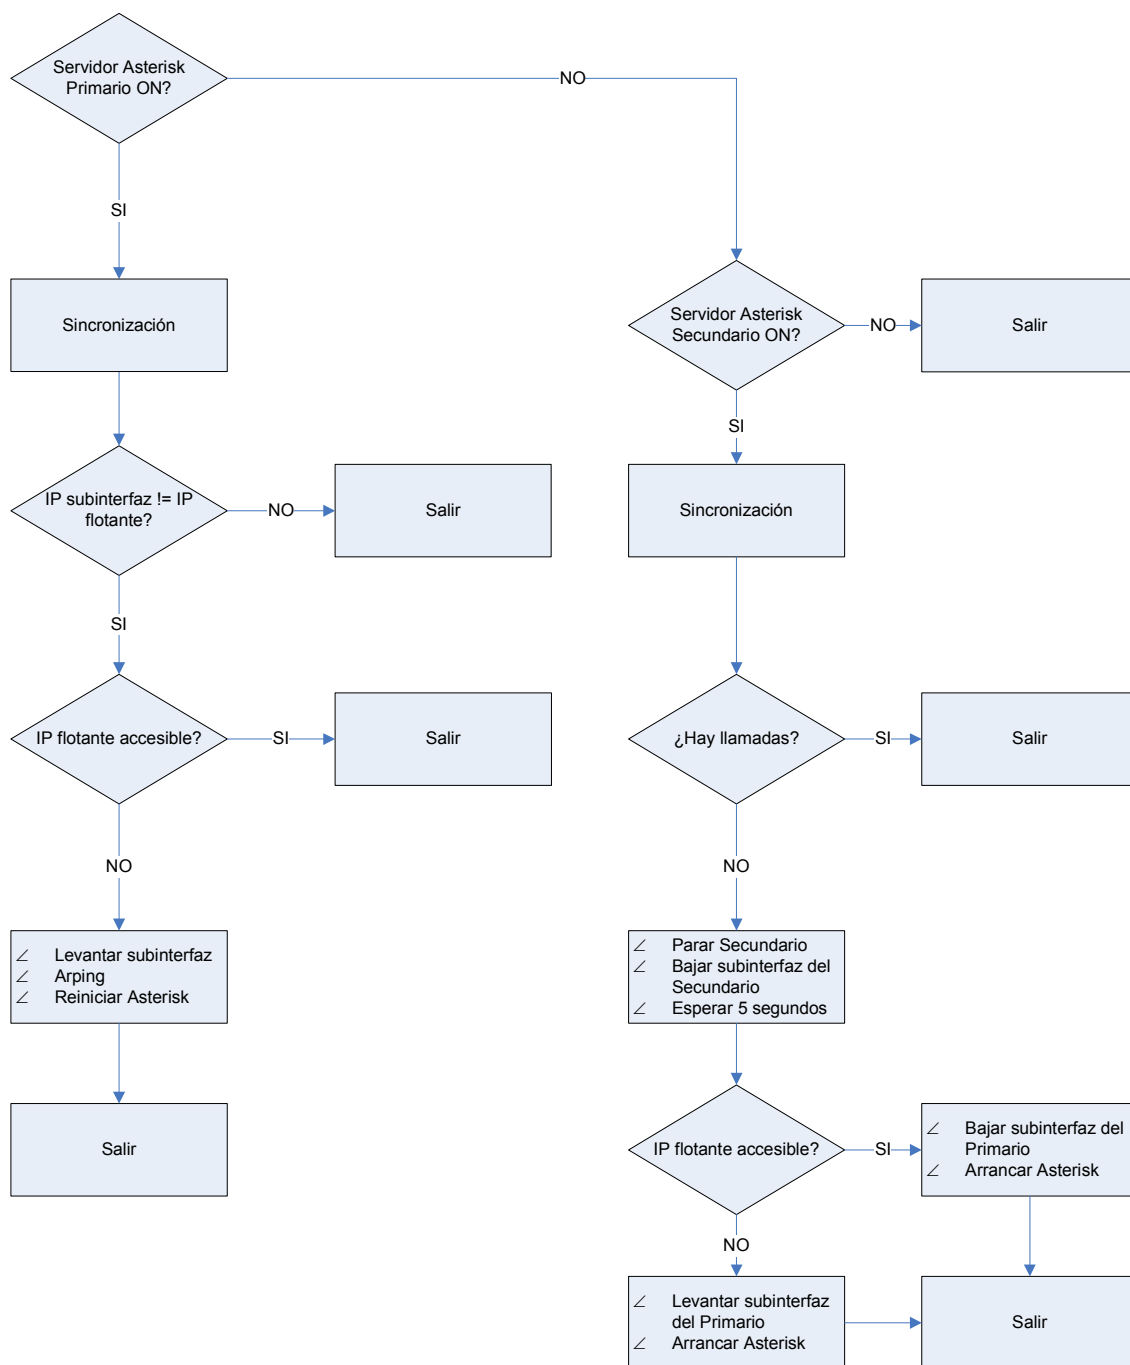 Servidor Asterisk
Primario ON?
NO
SI
Sincronización
Servidor Asterisk
Secundario ON?
NO
Salir
SI
IP subinterfaz != IP
flotante?
NO
Salir
Sincronización
SI
IP flotante accesible?
SI
Salir
¿Hay llamadas?
SI
Salir
NO
NO
∠ Levantar subinterfaz
∠ Arping
∠ Reiniciar Asterisk
∠ Parar Secundario
∠ Bajar subinterfaz del
Secundario
∠ Esperar 5 segundos
Salir
IP flotante accesible?
SI
∠ Bajar subinterfaz del
Primario
∠ Arrancar Asterisk
NO
∠ Levantar subinterfaz
del Primario
∠ Arrancar Asterisk
Salir